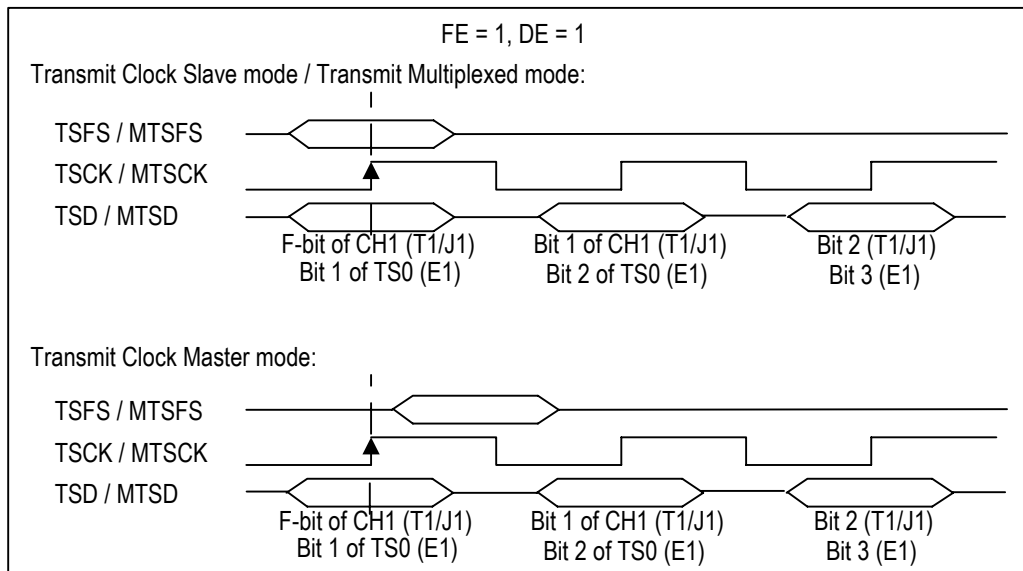 FE = 1, DE = 1
Transmit Clock Slave mode / Transmit Multiplexed mode:
TSFS / MTSFS
TSCK / MTSCK
TSD / MTSD
F-bit of CH1 (T1/J1) Bit 1 of CH1 (T1/J1) Bit 2 (T1/J1)
Bit 1 of TS0 (E1) Bit 2 of TS0 (E1) Bit 3 (E1)
Transmit Clock Master mode:
TSFS / MTSFS
TSCK / MTSCK
TSD / MTSD
F-bit of CH1 (T1/J1) Bit 1 of CH1 (T1/J1) Bit 2 (T1/J1)
Bit 1 of TS0 (E1) Bit 2 of TS0 (E1) Bit 3 (E1)